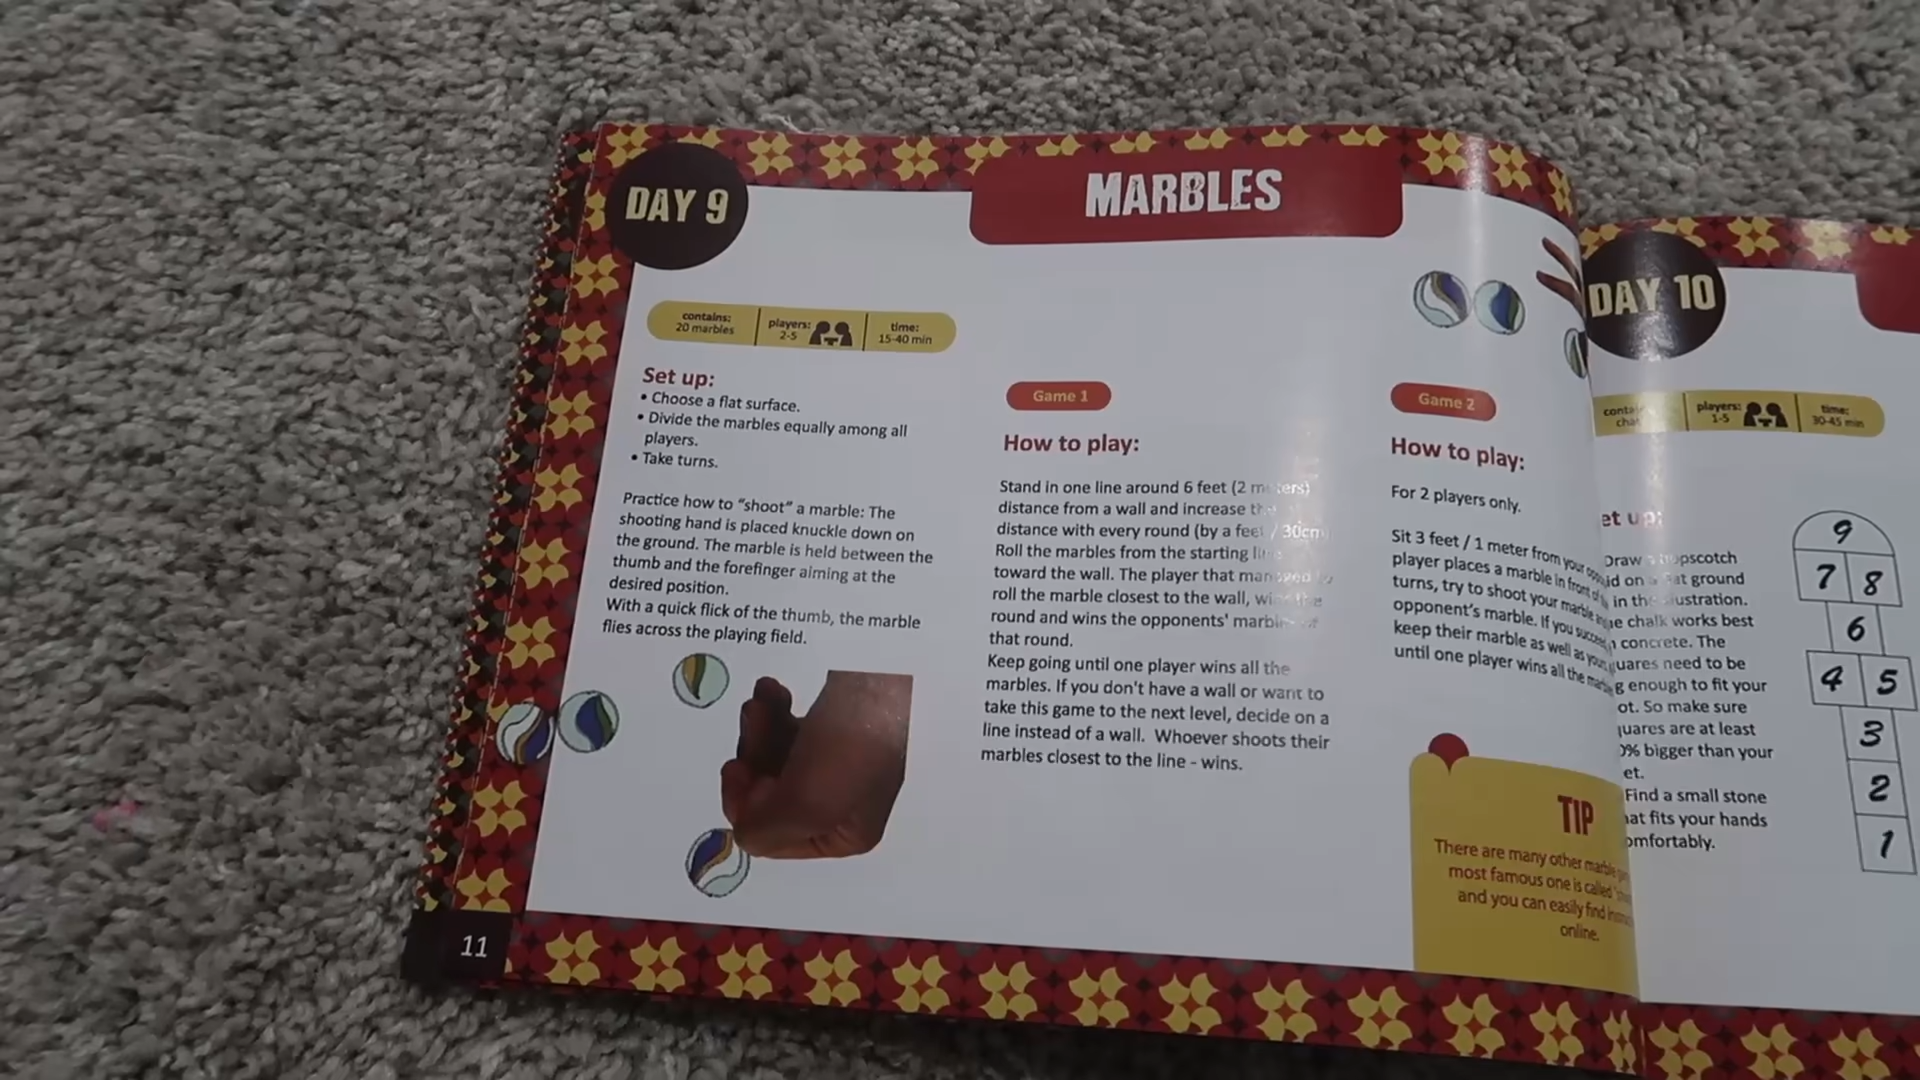 DAY 9
MARBLES
contains:
20 marbles
players:
2-5
time:
15-40 min
Set up:
• Choose a flat surface.
• Divide the marbles equally among all
players.
• Take turns.
Practice how to “shoot” a marble: The
shooting hand is placed knuckle down on
the ground. The marble is held between the
thumb and the forefinger aiming at the
desired position.
With a quick flick of the thumb, the marble
flies across the playing field.
Game 1
How to play:
Stand in one line around 6 feet (2
distance from a wall and increase
distance with every round (by a feet / 30cm
Roll the marbles from the starting
toward the wall. The player that
roll the marble closest to the wall,
round and wins the opponents'
that round.
Keep going until one player wins all the
marbles. If you don't have a wall or want to
take this game to the next level, decide on a
line instead of a wall. Whoever shoots their
marbles closest to the line - wins.
Game 2
How to play:
For 2 players only.
Sit 3 feet / 1 meter from your
player places a marble in front of
turns, try to shoot your marble
opponent's marble. If you succeed
keep their marble as well as your
until one player wins all the
TIP
There are many other marble
most famous one is called
and you can easily find
online.
11
DAY 10
players:
1-5
time:
30-45 min
et up:
Draw a hopscotch
on a flat ground
in the illustration.
chalk works best
concrete. The
need to be
enough to fit your
So make sure
are at least
bigger than your
Find a small stone
fits your hands
9
7 8
6
4 5
3
2
1